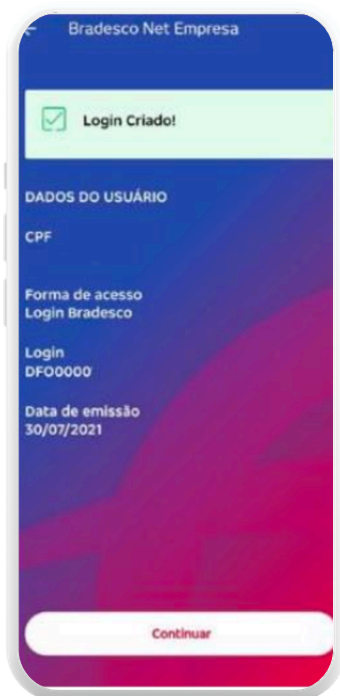 Bradesco Net Empresa
Login Criado!
DADOS DO USUÁRIO
CPF
Forma de acesso
Login Bradesco
Login
DFO0000
Data de emissão
30/07/2021
Continuar